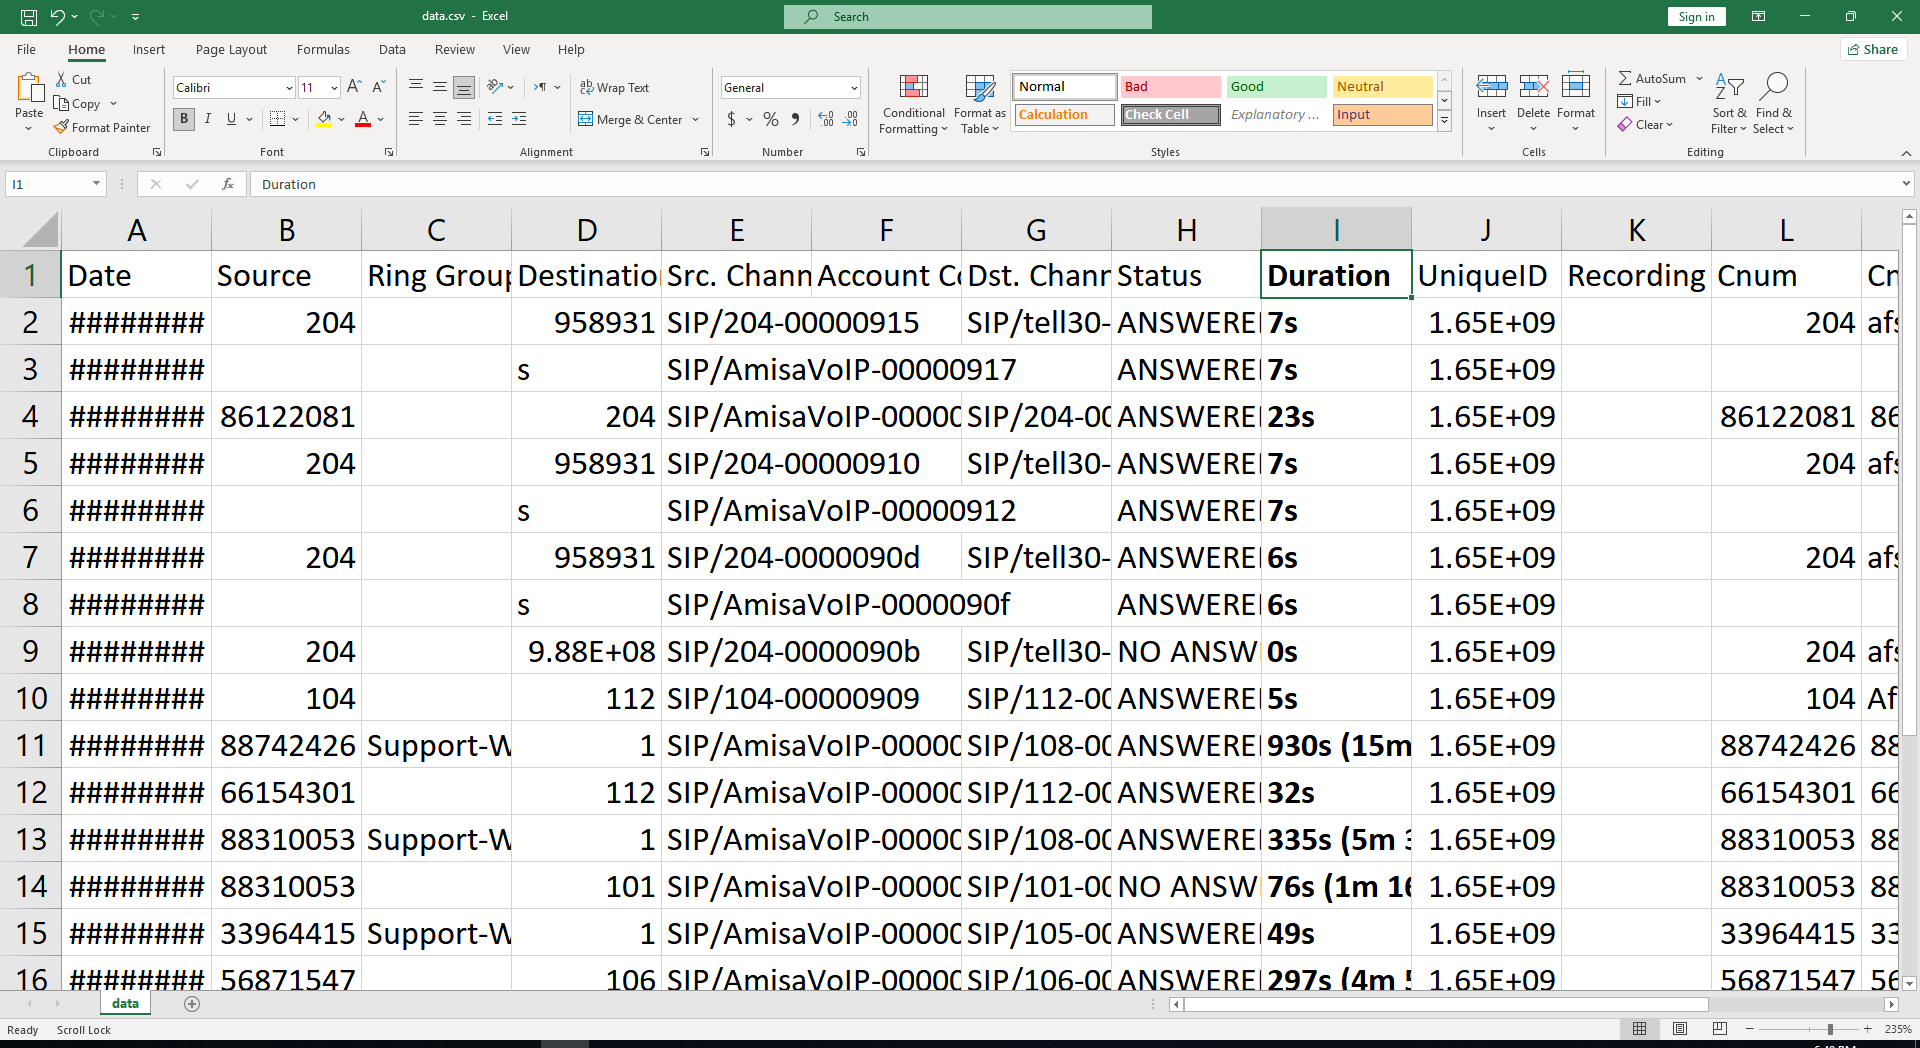 data.csv - Excel
Search
Sign in
File Home Insert Page Layout Formulas Data Review View Help
Share
Paste
Cut
Copy
Format Painter
Clipboard
Calibri 11
B I U
Font
Wrap Text
Merge & Center
Alignment
General
$ % 9
Number
Conditional Formatting
Format as Table
Normal Bad Good Neutral
Calculation Check Cell Explanatory ... Input
Styles
Insert Delete Format
Cells
AutoSum
Fill
Clear
Sort & Filter
Find & Select
Editing
I1 fx Duration
A B C D E F G H I J K L
1 Date Source Ring Group Destination Src. Chann Account Co Dst. Chann Status Duration UniqueID Recording Cnum Cn
2 ######## 204 958931 SIP/204-00000915 SIP/tell30- ANSWERE 7s 1.65E+09 204 afs
3 ######## s SIP/AmisaVoIP-00000917 ANSWERE 7s 1.65E+09
4 ######## 86122081 204 SIP/AmisaVoIP-00000 SIP/204-00 ANSWERE 23s 1.65E+09 86122081 86
5 ######## 204 958931 SIP/204-00000910 SIP/tell30- ANSWERE 7s 1.65E+09 204 afs
6 ######## s SIP/AmisaVoIP-00000912 ANSWERE 7s 1.65E+09
7 ######## 204 958931 SIP/204-0000090d SIP/tell30- ANSWERE 6s 1.65E+09 204 afs
8 ######## s SIP/AmisaVoIP-0000090f ANSWERE 6s 1.65E+09
9 ######## 204 9.88E+08 SIP/204-0000090b SIP/tell30- NO ANSW 0s 1.65E+09 204 afs
10 ######## 104 112 SIP/104-00000909 SIP/112-00 ANSWERE 5s 1.65E+09 104 Af
11 ######## 88742426 Support-W 1 SIP/AmisaVoIP-00000 SIP/108-00 ANSWERE 930s (15m 1.65E+09 88742426 88
12 ######## 66154301 112 SIP/AmisaVoIP-00000 SIP/112-00 ANSWERE 32s 1.65E+09 66154301 66
13 ######## 88310053 Support-W 1 SIP/AmisaVoIP-00000 SIP/108-00 ANSWERE 335s (5m 3 1.65E+09 88310053 88
14 ######## 88310053 101 SIP/AmisaVoIP-00000 SIP/101-00 NO ANSW 76s (1m 16 1.65E+09 88310053 88
15 ######## 33964415 Support-W 1 SIP/AmisaVoIP-00000 SIP/105-00 ANSWERE 49s 1.65E+09 33964415 33
16 ######## 56871547 106 SIP/AmisaVoIP-00000 SIP/106-00 ANSWERE 297s (4m 5 1.65E+09 56871547 56
data
Ready Scroll Lock
235%